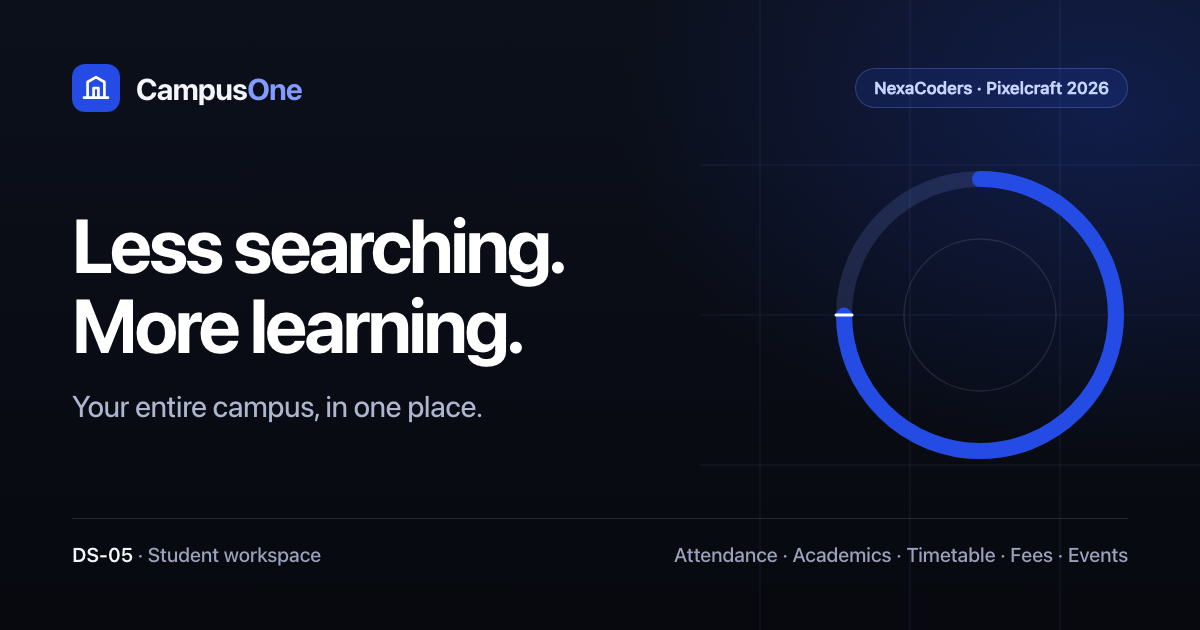 CampusOne
NexaCoders · Pixelcraft 2026
Less searching.
More learning.
Your entire campus, in one place.
DS-05 · Student workspace
Attendance · Academics · Timetable · Fees · Events